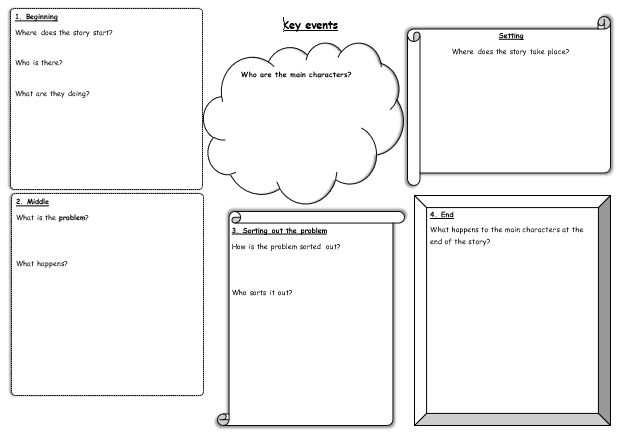 Key events
1. Beginning
Where does the story start?
Who is there?
What are they doing?
Who are the main characters?
Setting
Where does the story take place?
2. Middle
What is the problem?
What happens?
3. Sorting out the problem
How is the problem sorted out?
Who sorts it out?
4. End
What happens to the main characters at the
end of the story?